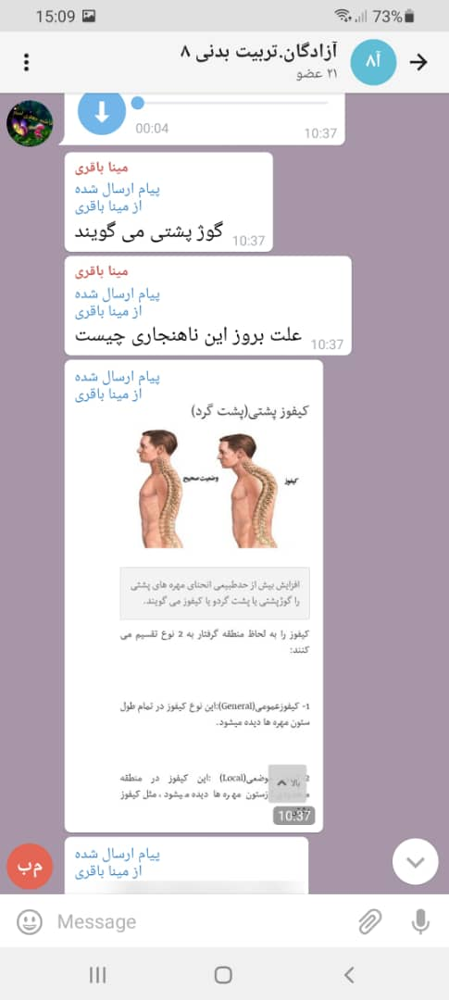 15:09
73%
آزادگان.تربیت بدنی ۸
۲۱ عضو
آ۸
00:04
10:37
مینا باقری
پیام ارسال شده
از مینا باقری
گوژ پشتی می گویند
10:37
مینا باقری
پیام ارسال شده
از مینا باقری
علت بروز این ناهنجاری چیست
10:37
پیام ارسال شده
از مینا باقری
کیفوز پشتی(پشت گرد)
وضعیت صحیح
کیفوز
افزایش بیش از حدطبیعی انحنای مهره های پشتی
را گوژپشتی یا پشت گردو یا کیفوز می گویند.
کیفوز را به لحاظ منطقه گرفتار به 2 نوع تقسیم می
کنند:
1- کیفوزعمومی(General):این نوع کیفوز در تمام طول
ستون مهره ها دیده میشود.
وضعی(Local) :این کیفوز در منطقه
بالا
ازستون مهره ها دیده میشود ، مثل کیفوز
10:37
پیام ارسال شده
از مینا باقری
م‌ب
Message